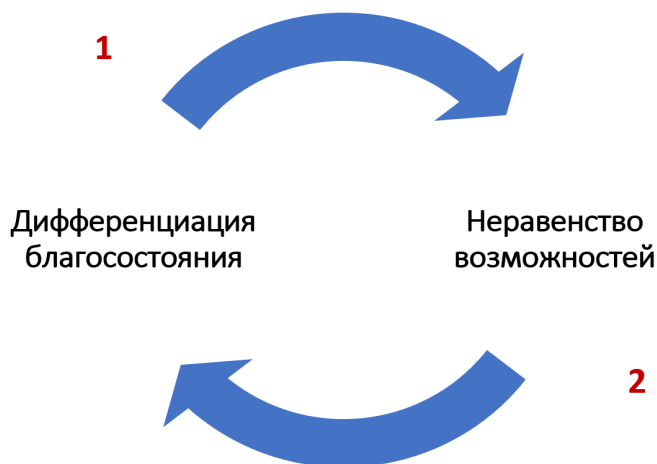 1
Дифференциация
благосостояния
Неравенство
возможностей
2